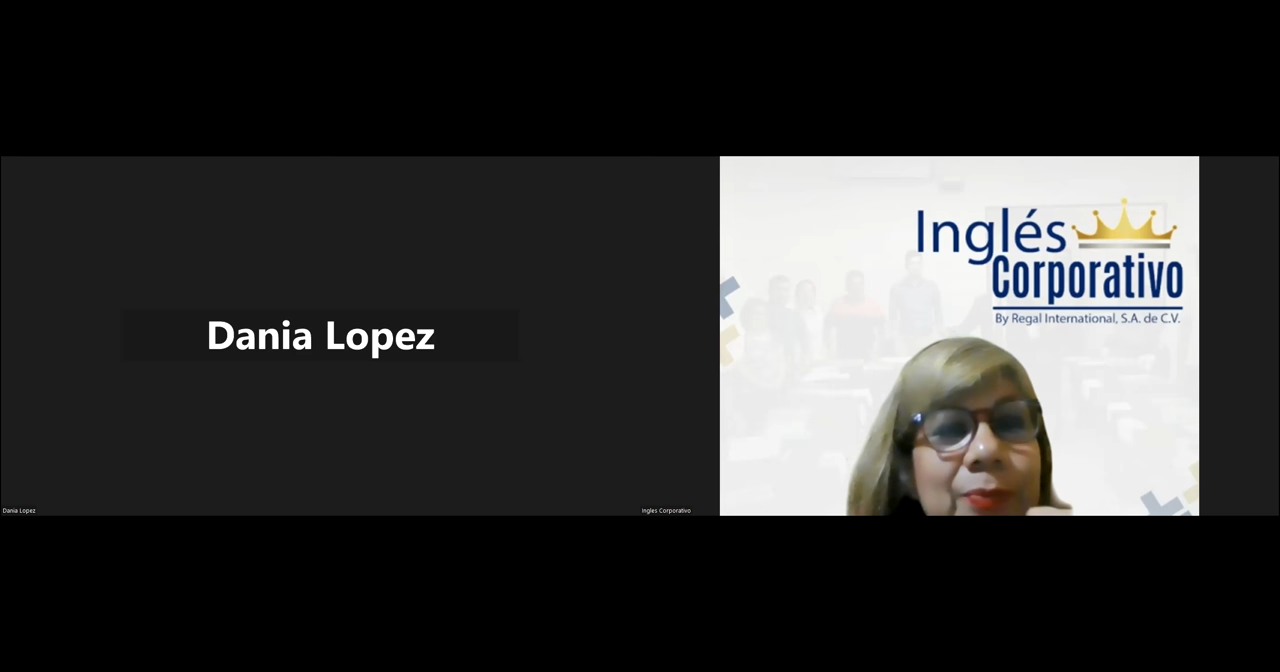 Dania Lopez
Dania Lopez
Inglés
Corporativo
By Regal International, S.A. de C.V.
Ingles Corporativo